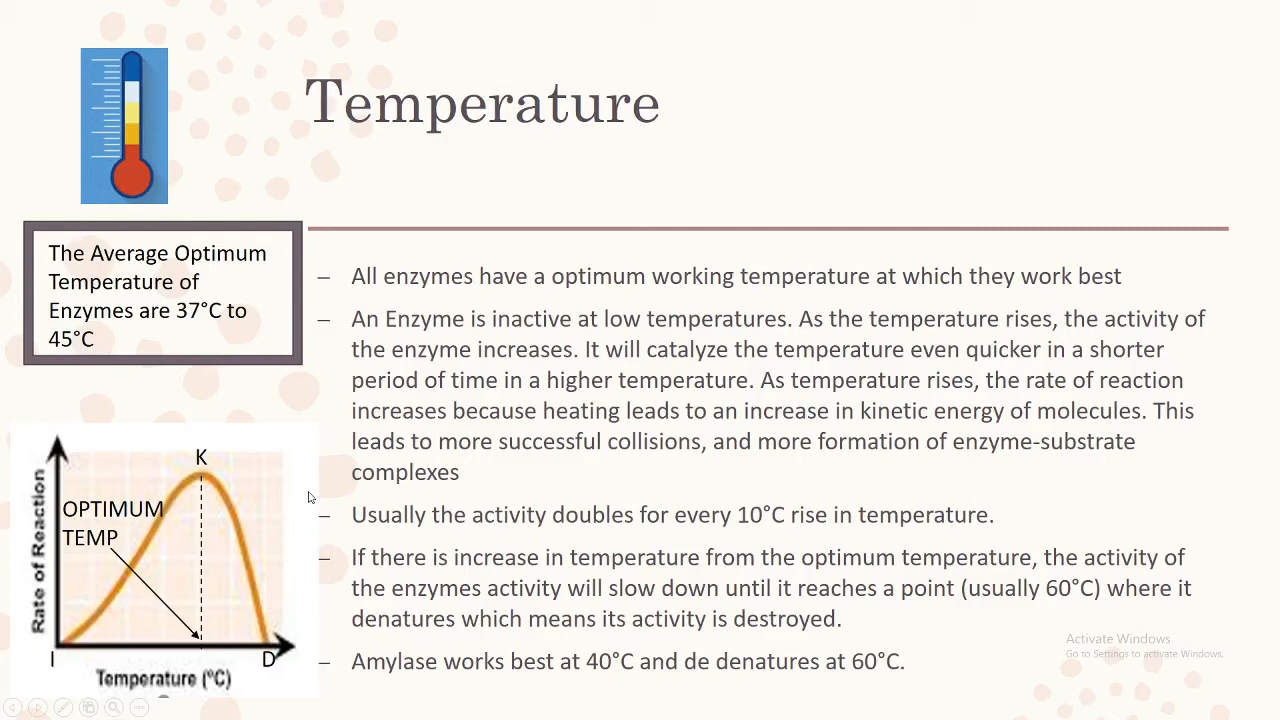 Temperature
The Average Optimum
Temperature of
Enzymes are 37°C to
45°C
– All enzymes have a optimum working temperature at which they work best
– An Enzyme is inactive at low temperatures. As the temperature rises, the activity of
the enzyme increases. It will catalyze the temperature even quicker in a shorter
period of time in a higher temperature. As temperature rises, the rate of reaction
increases because heating leads to an increase in kinetic energy of molecules. This
leads to more successful collisions, and more formation of enzyme-substrate
complexes
– Usually the activity doubles for every 10°C rise in temperature.
– If there is increase in temperature from the optimum temperature, the activity of
the enzymes activity will slow down until it reaches a point (usually 60°C) where it
denatures which means its activity is destroyed.
– Amylase works best at 40°C and de denatures at 60°C.
K
OPTIMUM
TEMP
Rate of Reaction
I
D
Temperature (°C)
Activate Windows
Go to Settings to activate Windows.